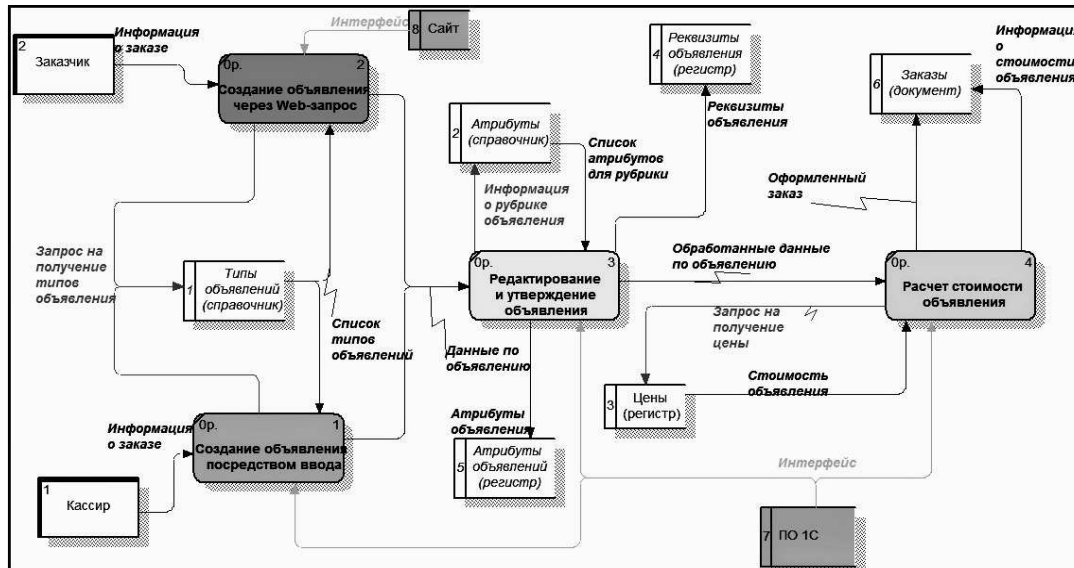 2
Заказчик
Информация
о заказе
Интерфейс
8
Сайт
0р.
2
Создание объявления
через Web-запрос
4
Реквизиты
объявления
(регистр)
Реквизиты
объявления
6
Заказы
(документ)
Информация
о
стоимости
объявления
2
Атрибуты
(справочник)
Список
атрибутов
для рубрики
Информация
о рубрике
объявления
Оформленный
заказ
Запрос на
получение
типов
объявления
1
Типы
объявлений
(справочник)
Список
типов
объявлений
0р.
3
Редактирование
и утверждение
объявления
Обработанные данные
по объявлению
0р.
4
Расчет стоимости
объявления
Данные по
объявлению
Запрос на
получение
цены
3
Цены
(регистр)
Стоимость
объявления
Информация
о заказе
0р.
1
Создание объявления
посредством ввода
Атрибуты
объявления
5
Атрибуты
объявлений
(регистр)
Интерфейс
1
Кассир
7
ПО 1С